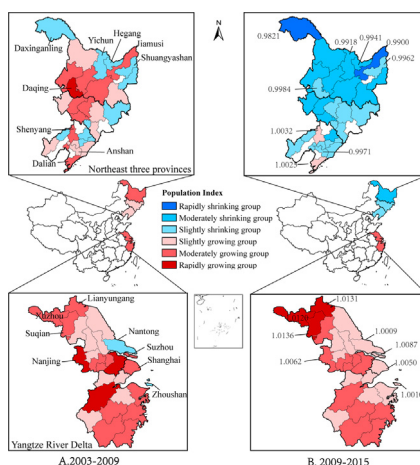 Daxinganling
Yichun
Hegang
Jiamusi
Shuangyashan
Daqing
Shenyang
Anshan
Dalian
Northeast three provinces
N
0.9821
0.9918
0.9941
0.9900
0.9962
0.9984
1.0032
0.9971
1.0023
Population Index
Rapidly shrinking group
Moderately shrinking group
Slightly shrinking group
Slightly growing group
Moderately growing group
Rapidly growing group
Lianyungang
Xuzhou
Suqian
Nantong
Suzhou
Nanjing
Shanghai
Zhoushan
Yangtze River Delta
1.0131
1.0136
1.0009
1.0087
1.0062
1.0050
A.2003-2009
B. 2009-2015